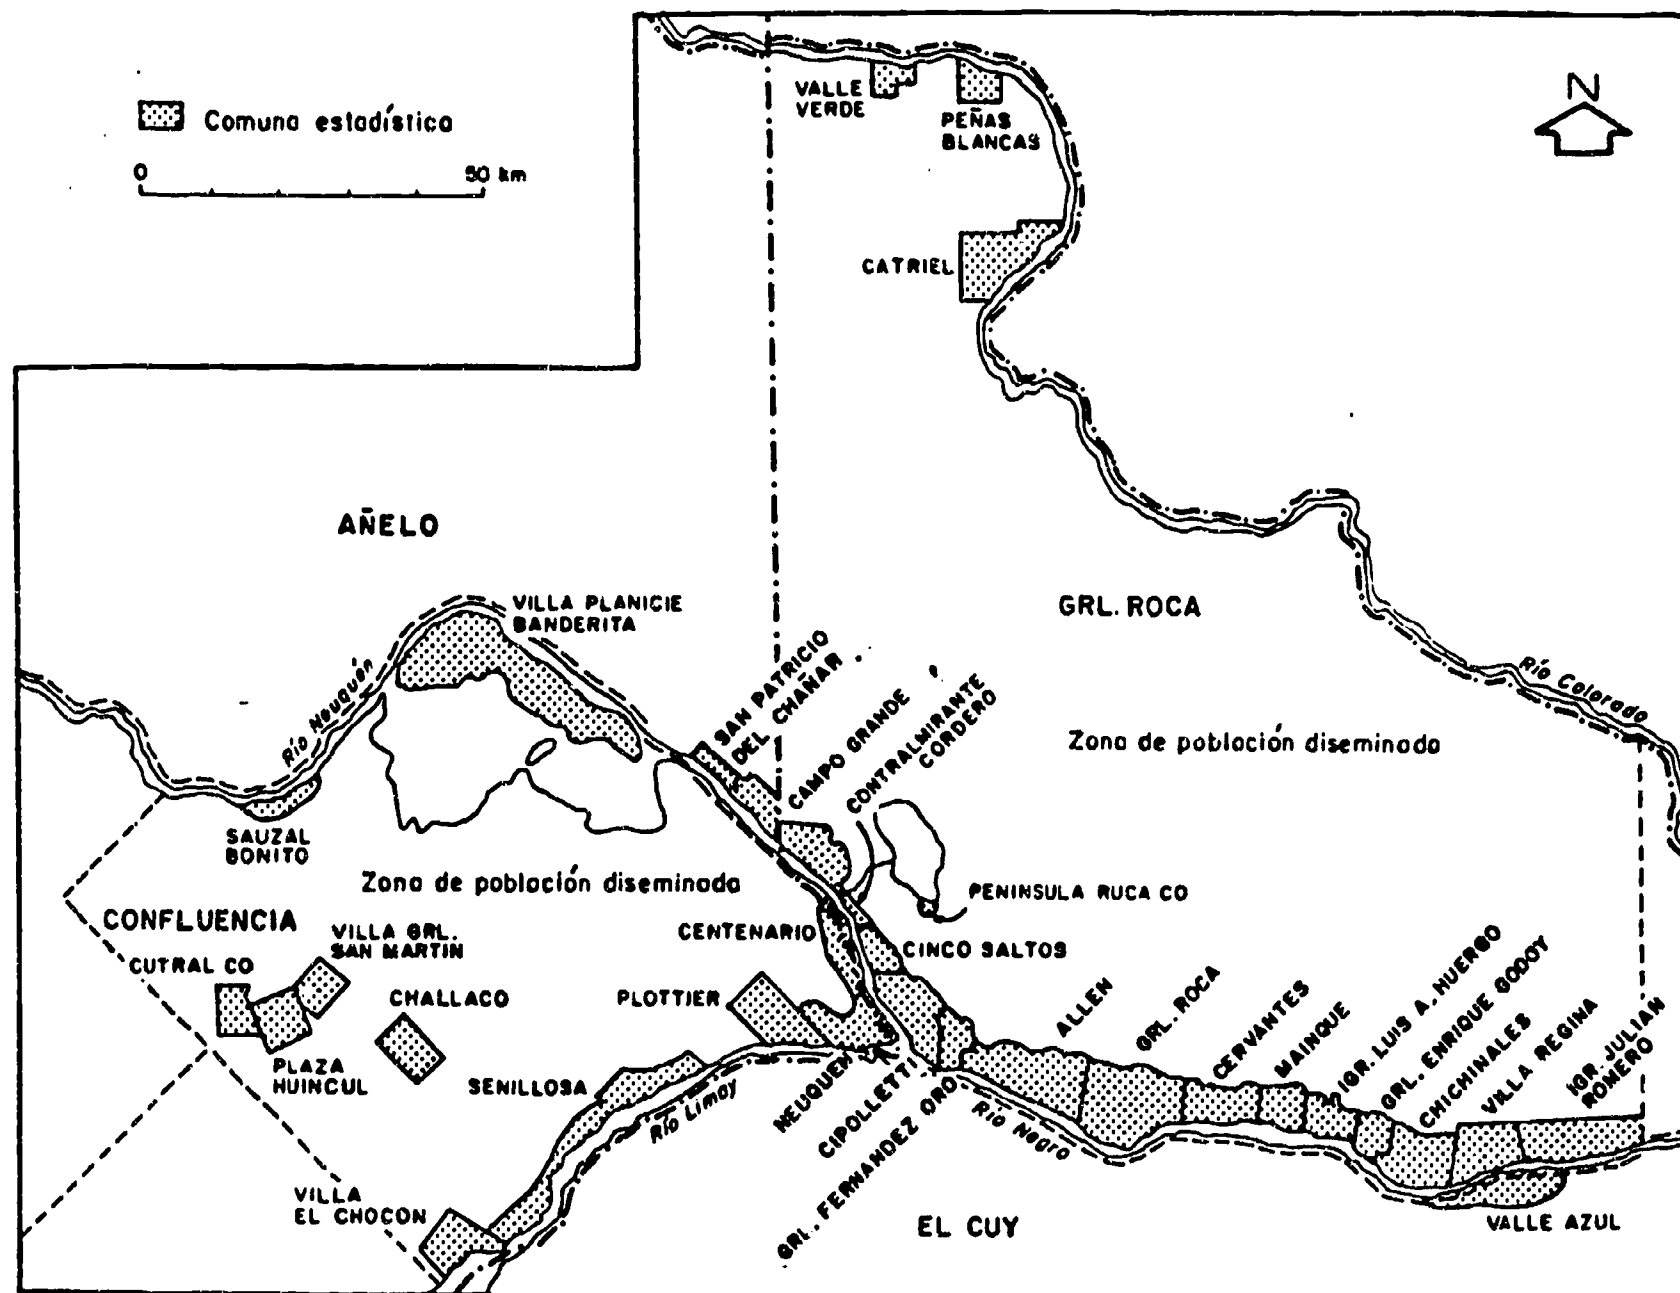 N
VALLE
VERDE
PEÑAS
BLANCAS
Comuna estadística
0 50 km
CATRIEL
AÑELO
GRL. ROCA
VILLA PLANICIE
BANDERITA
Río Neuquén
SAN PATRICIO
DEL CHAÑAR
CAMPO GRANDE
CONTRALMIRANTE
CORDERO
Río Colorado
Zona de población diseminada
SAUZAL
BONITO
Zona de población diseminada
PENINSULA RUCA CO
CONFLUENCIA
VILLA GRL.
SAN MARTIN
CENTENARIO
CINCO SALTOS
CUTRAL CO
CHALLACO
PLOTTIER
PLAZA
HUINCUL
SENILLOSA
Río Limay
NEUQUEN
CIPOLLETTI
GRL. FERNANDEZ ORO
Río Negro
ALLEN
GRL. ROCA
CERVANTES
MAINQUE
IGR. LUIS A. HUERGO
GRL. ENRIQUE GODOY
CHICHINALES
VILLA REGINA
IGR. JULIAN
ROMERO
VILLA
EL CHOCON
EL CUY
VALLE AZUL